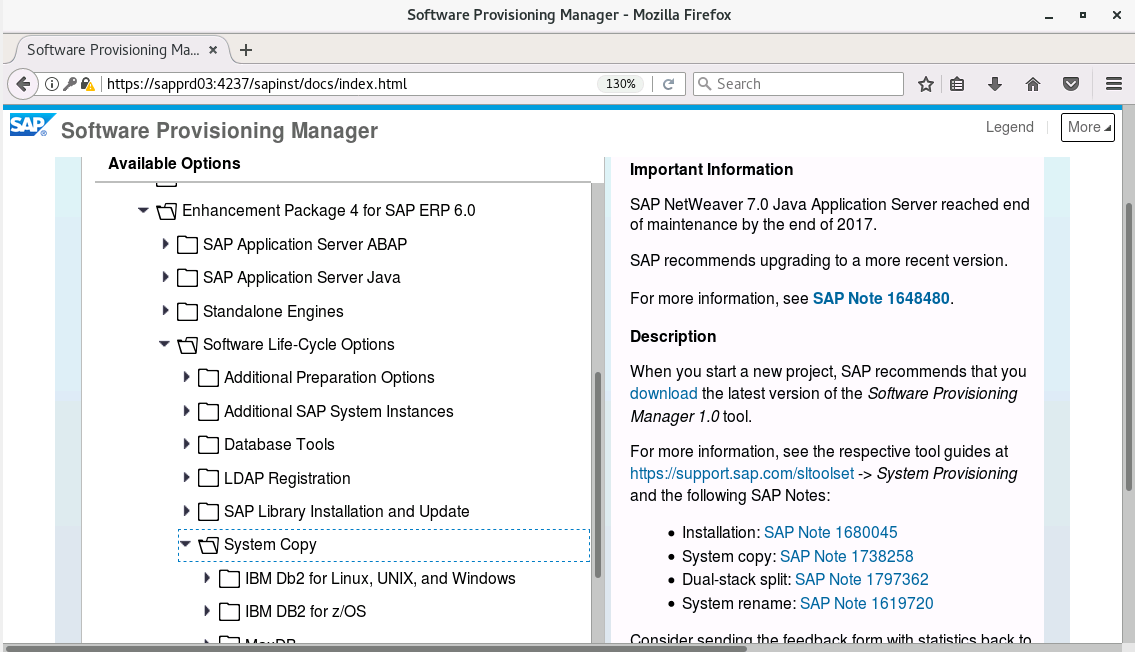 Software Provisioning Manager - Mozilla Firefox
Software Provisioning Ma...
https://sapprd03:4237/sapinst/docs/index.html
130%
Search
SAP
Software Provisioning Manager
Legend
More
Available Options
Enhancement Package 4 for SAP ERP 6.0
SAP Application Server ABAP
SAP Application Server Java
Standalone Engines
Software Life-Cycle Options
Additional Preparation Options
Additional SAP System Instances
Database Tools
LDAP Registration
SAP Library Installation and Update
System Copy
IBM Db2 for Linux, UNIX, and Windows
IBM DB2 for z/OS
MaxDB
Important Information
SAP NetWeaver 7.0 Java Application Server reached end
of maintenance by the end of 2017.
SAP recommends upgrading to a more recent version.
For more information, see SAP Note 1648480.
Description
When you start a new project, SAP recommends that you
download the latest version of the Software Provisioning
Manager 1.0 tool.
For more information, see the respective tool guides at
https://support.sap.com/sltoolset -> System Provisioning
and the following SAP Notes:
• Installation: SAP Note 1680045
• System copy: SAP Note 1738258
• Dual-stack split: SAP Note 1797362
• System rename: SAP Note 1619720
Consider sending the feedback form with statistics back to